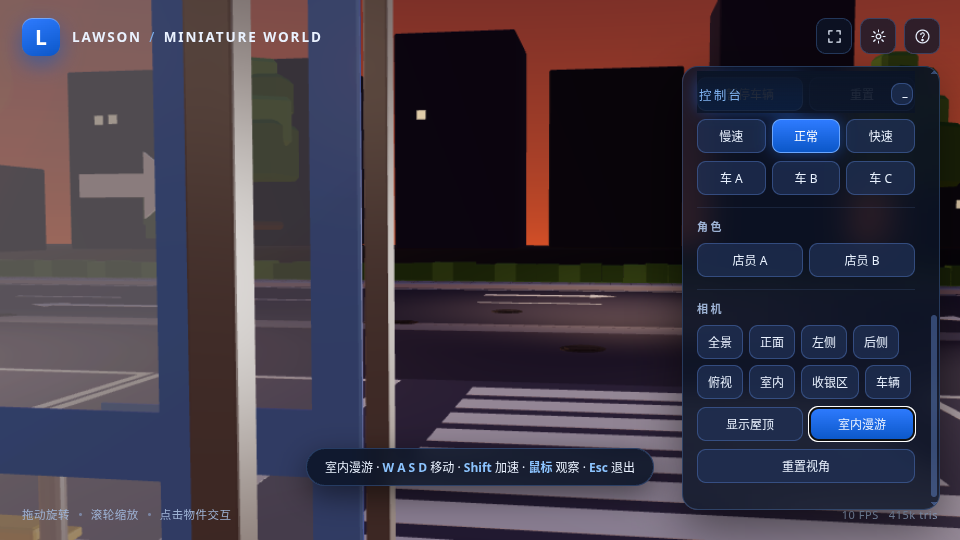 L LAWSON / MINIATURE WORLD
控制台
重置
慢速 正常 快速
车 A 车 B 车 C
角色
店员 A 店员 B
相机
全景 正面 左侧 后侧
俯视 室内 收银区 车辆
显示屋顶 室内漫游
重置视角
室内漫游 · W A S D 移动 · Shift 加速 · 鼠标 观察 · Esc 退出
拖动旋转 • 滚轮缩放 • 点击物件交互
10 FPS 415k tris